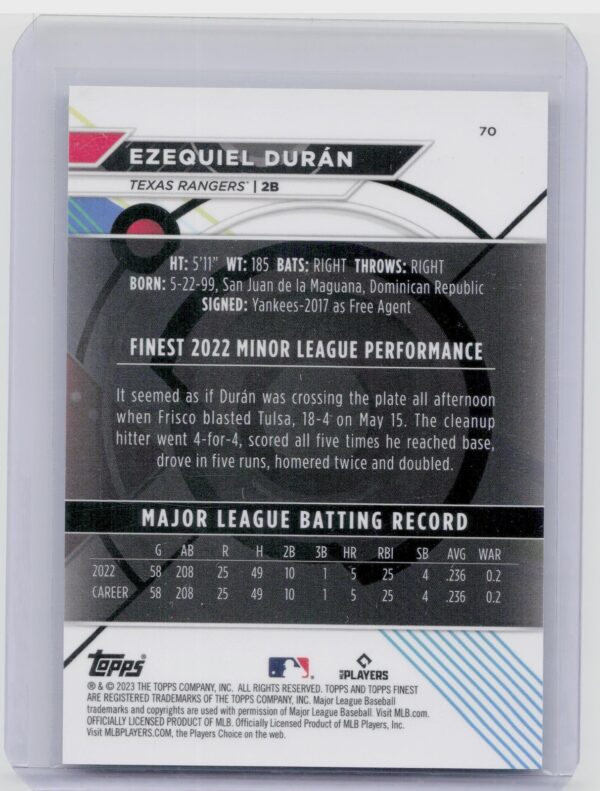 70
EZEQUIEL DURÁN
TEXAS RANGERS® | 2B
HT: 5'11" WT: 185 BATS: RIGHT THROWS: RIGHT
BORN: 5-22-99, San Juan de la Maguana, Dominican Republic
SIGNED: Yankees-2017 as Free Agent
FINEST 2022 MINOR LEAGUE PERFORMANCE
It seemed as if Durán was crossing the plate all afternoon
when Frisco blasted Tulsa, 18-4 on May 15. The cleanup
hitter went 4-for-4, scored all five times he reached base,
drove in five runs, homered twice and doubled.
MAJOR LEAGUE BATTING RECORD
G AB R H 2B 3B HR RBI SB AVG WAR
2022 58 208 25 49 10 1 5 25 4 .236 0.2
CAREER 58 208 25 49 10 1 5 25 4 .236 0.2
Topps®
MLB PLAYERS
® & © 2023 THE TOPPS COMPANY, INC. ALL RIGHTS RESERVED. TOPPS AND TOPPS FINEST
ARE REGISTERED TRADEMARKS OF THE TOPPS COMPANY, INC. Major League Baseball
trademarks and copyrights are used with permission of Major League Baseball. Visit MLB.com.
OFFICIALLY LICENSED PRODUCT OF MLB. Officially Licensed Product of MLB Players, Inc.
Visit MLBPLAYERS.COM, the Players Choice on the web.